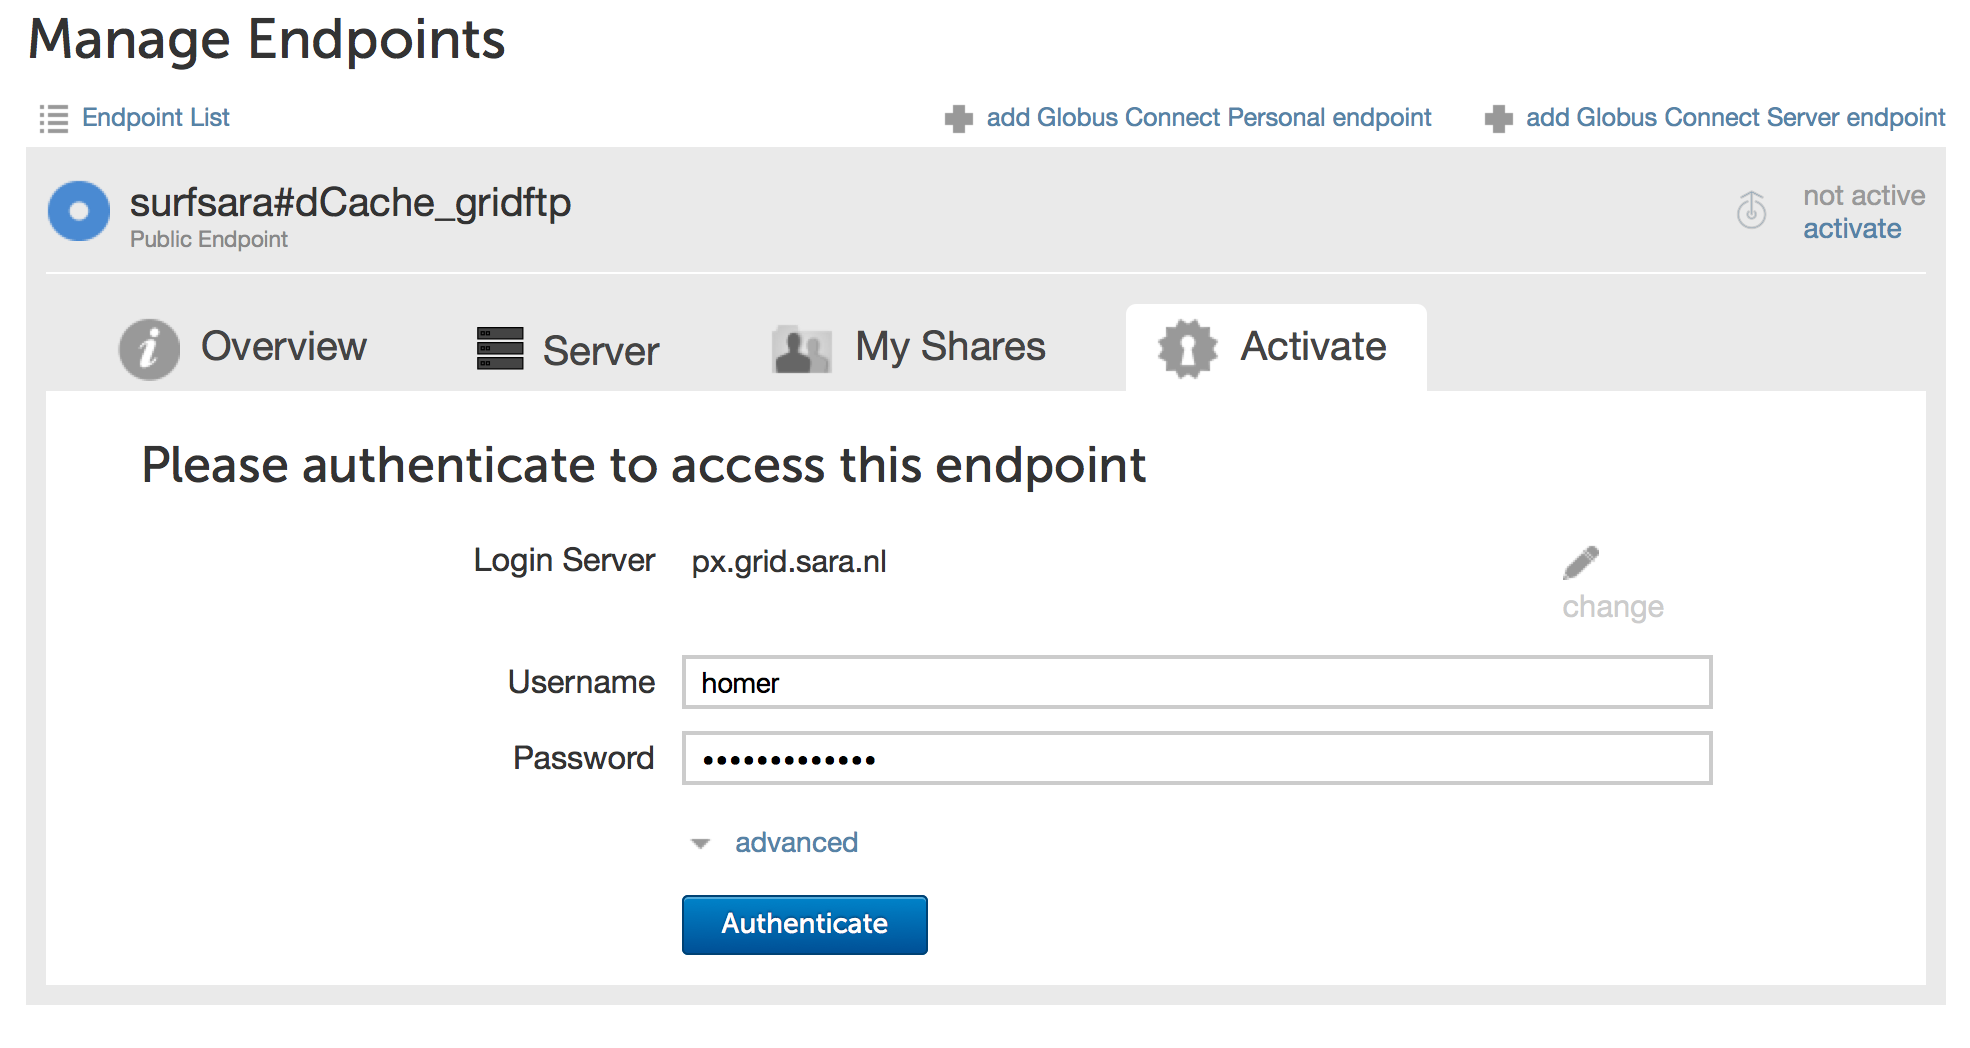 Manage Endpoints
Endpoint List
add Globus Connect Personal endpoint
add Globus Connect Server endpoint
surfsara#dCache_gridftp
Public Endpoint
not active
activate
Overview
Server
My Shares
Activate
Please authenticate to access this endpoint
Login Server px.grid.sara.nl
change
Username homer
Password •••••••••••••
advanced
Authenticate